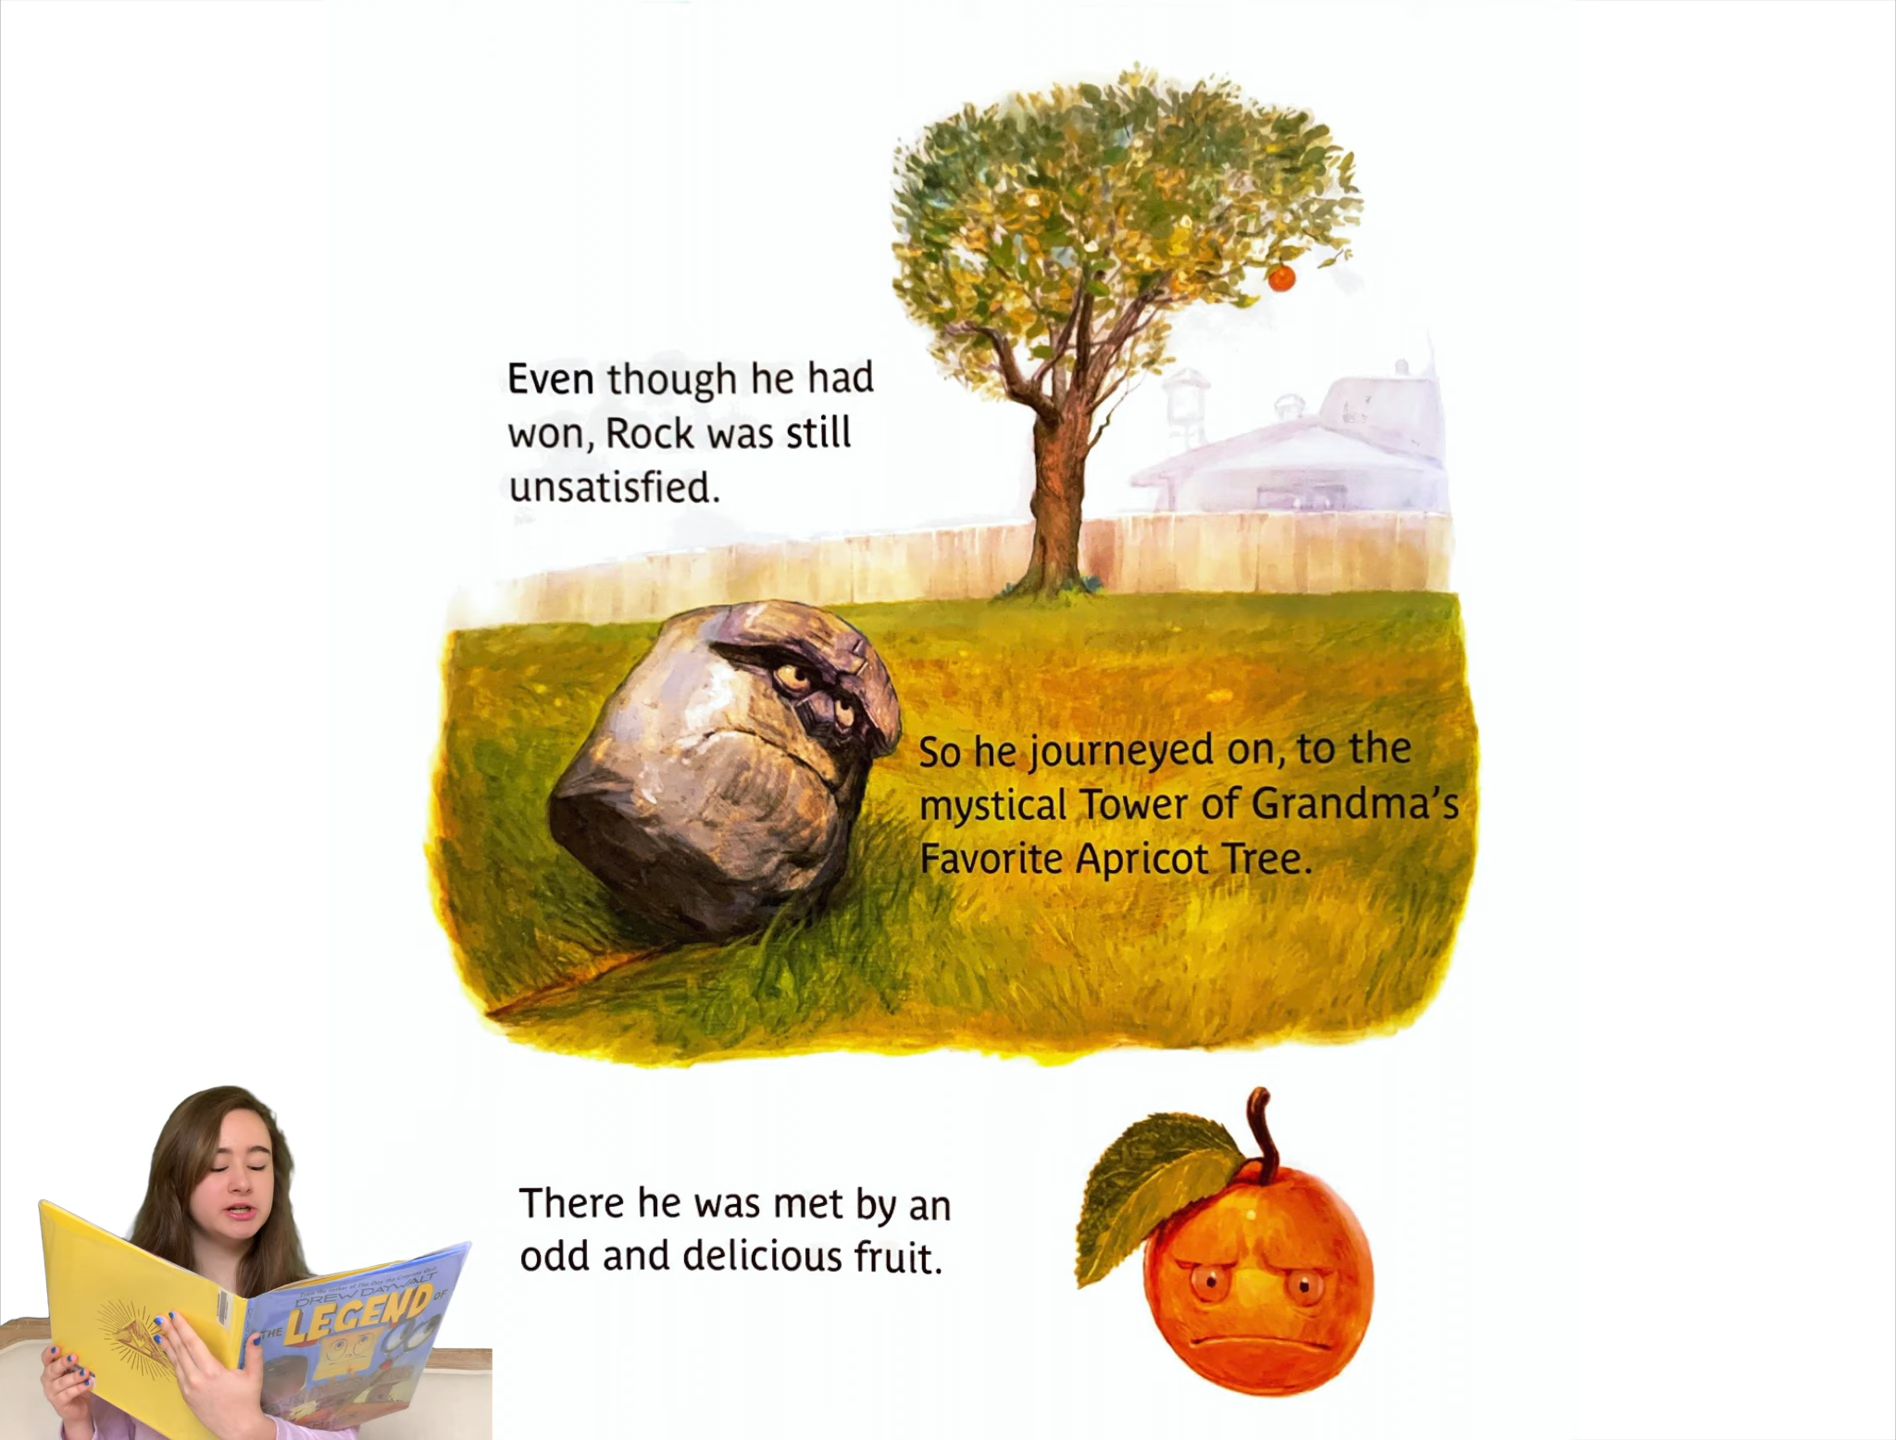 Even though he had
won, Rock was still
unsatisfied.
So he journeyed on, to the
mystical Tower of Grandma's
Favorite Apricot Tree.
There he was met by an
odd and delicious fruit.
DREW DAYWALT
THE LEGEND OF